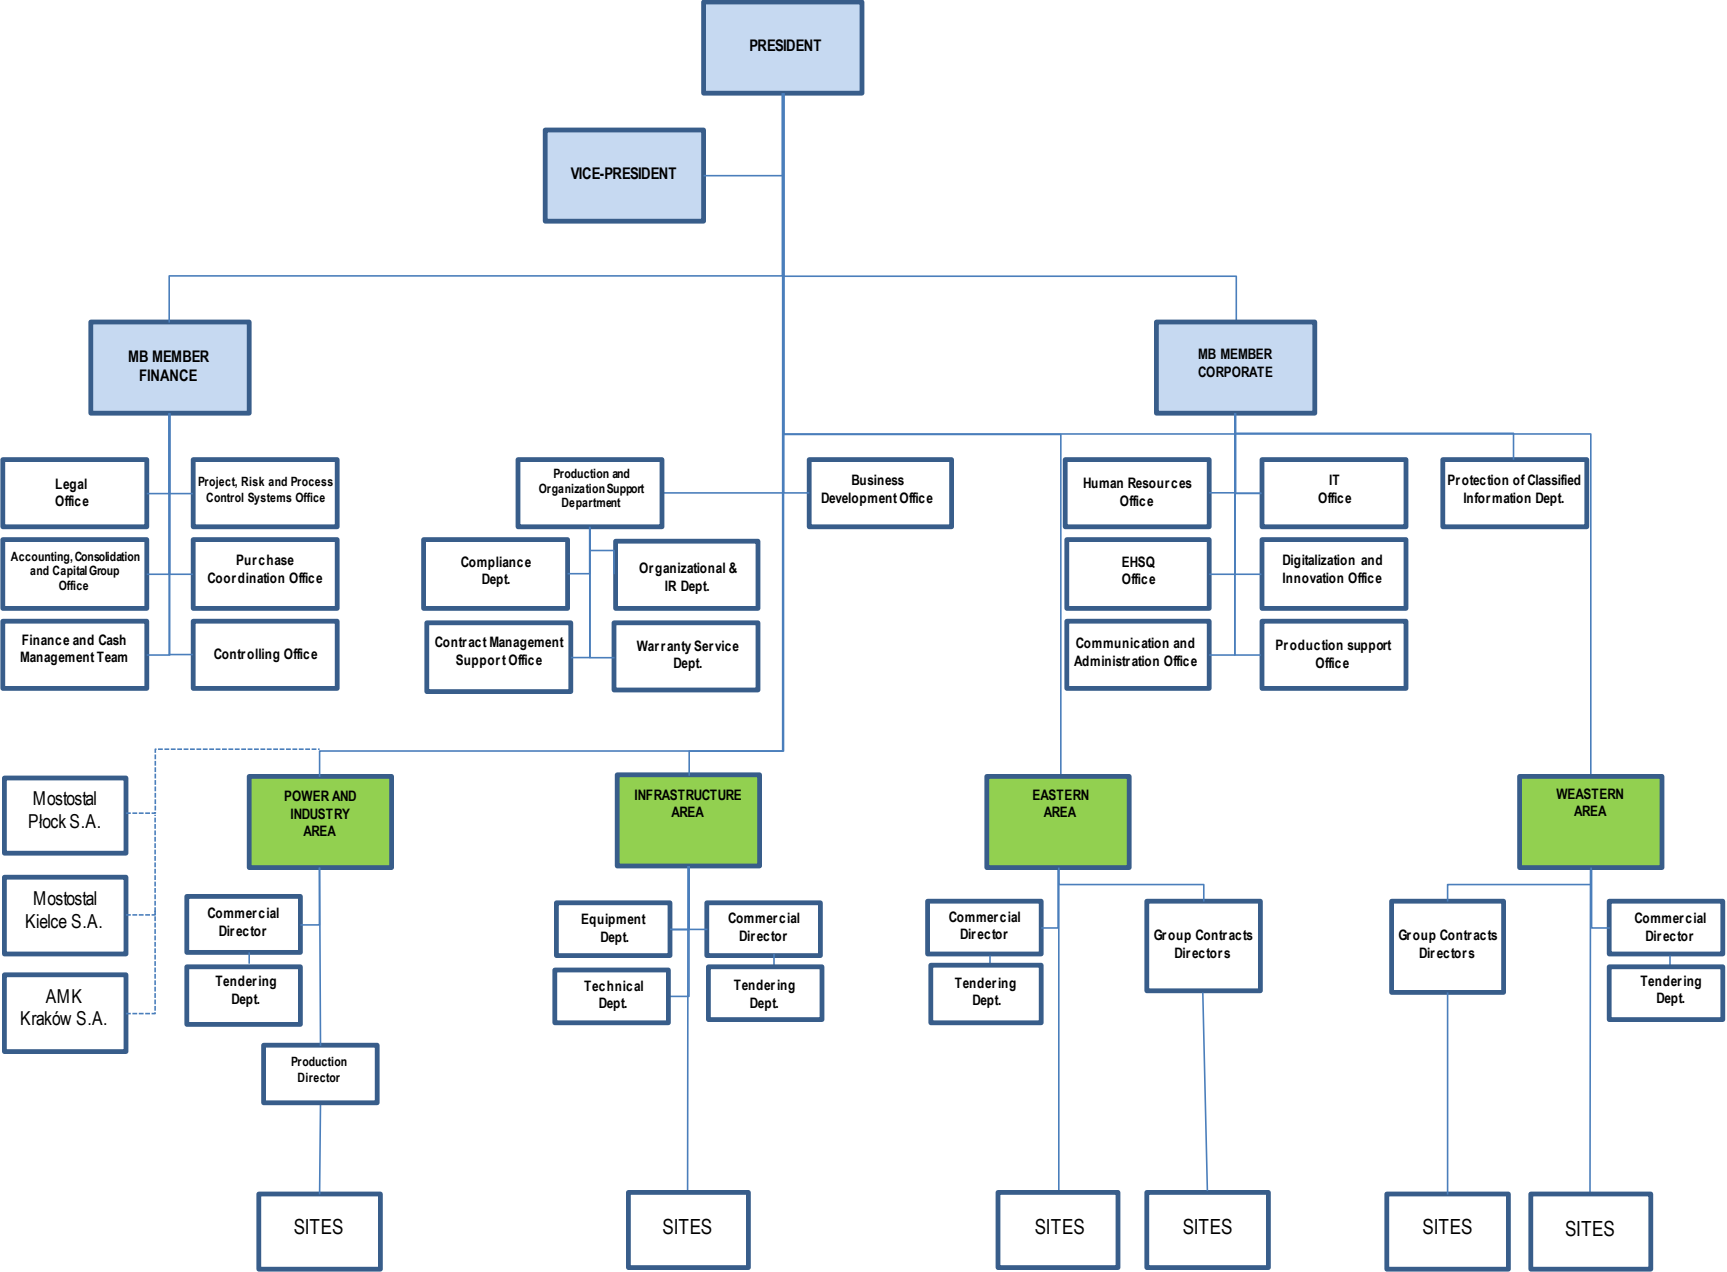 PRESIDENT
VICE-PRESIDENT
MB MEMBER
FINANCE
MB MEMBER
CORPORATE
Legal
Office
Project, Risk and Process
Control Systems Office
Accounting, Consolidation
and Capital Group
Office
Purchase
Coordination Office
Finance and Cash
Management Team
Controlling Office
Production and
Organization Support
Department
Business
Development Office
Compliance
Dept.
Organizational &
IR Dept.
Contract Management
Support Office
Warranty Service
Dept.
Human Resources
Office
IT
Office
Protection of Classified
Information Dept.
EHSQ
Office
Digitalization and
Innovation Office
Communication and
Administration Office
Production support
Office
Mostostal
Płock S.A.
Mostostal
Kielce S.A.
AMK
Kraków S.A.
POWER AND
INDUSTRY
AREA
Commercial
Director
Tendering
Dept.
Production
Director
SITES
INFRASTRUCTURE
AREA
Equipment
Dept.
Commercial
Director
Technical
Dept.
Tendering
Dept.
SITES
EASTERN
AREA
Commercial
Director
Tendering
Dept.
Group Contracts
Directors
SITES
SITES
WEASTERN
AREA
Group Contracts
Directors
Commercial
Director
Tendering
Dept.
SITES
SITES